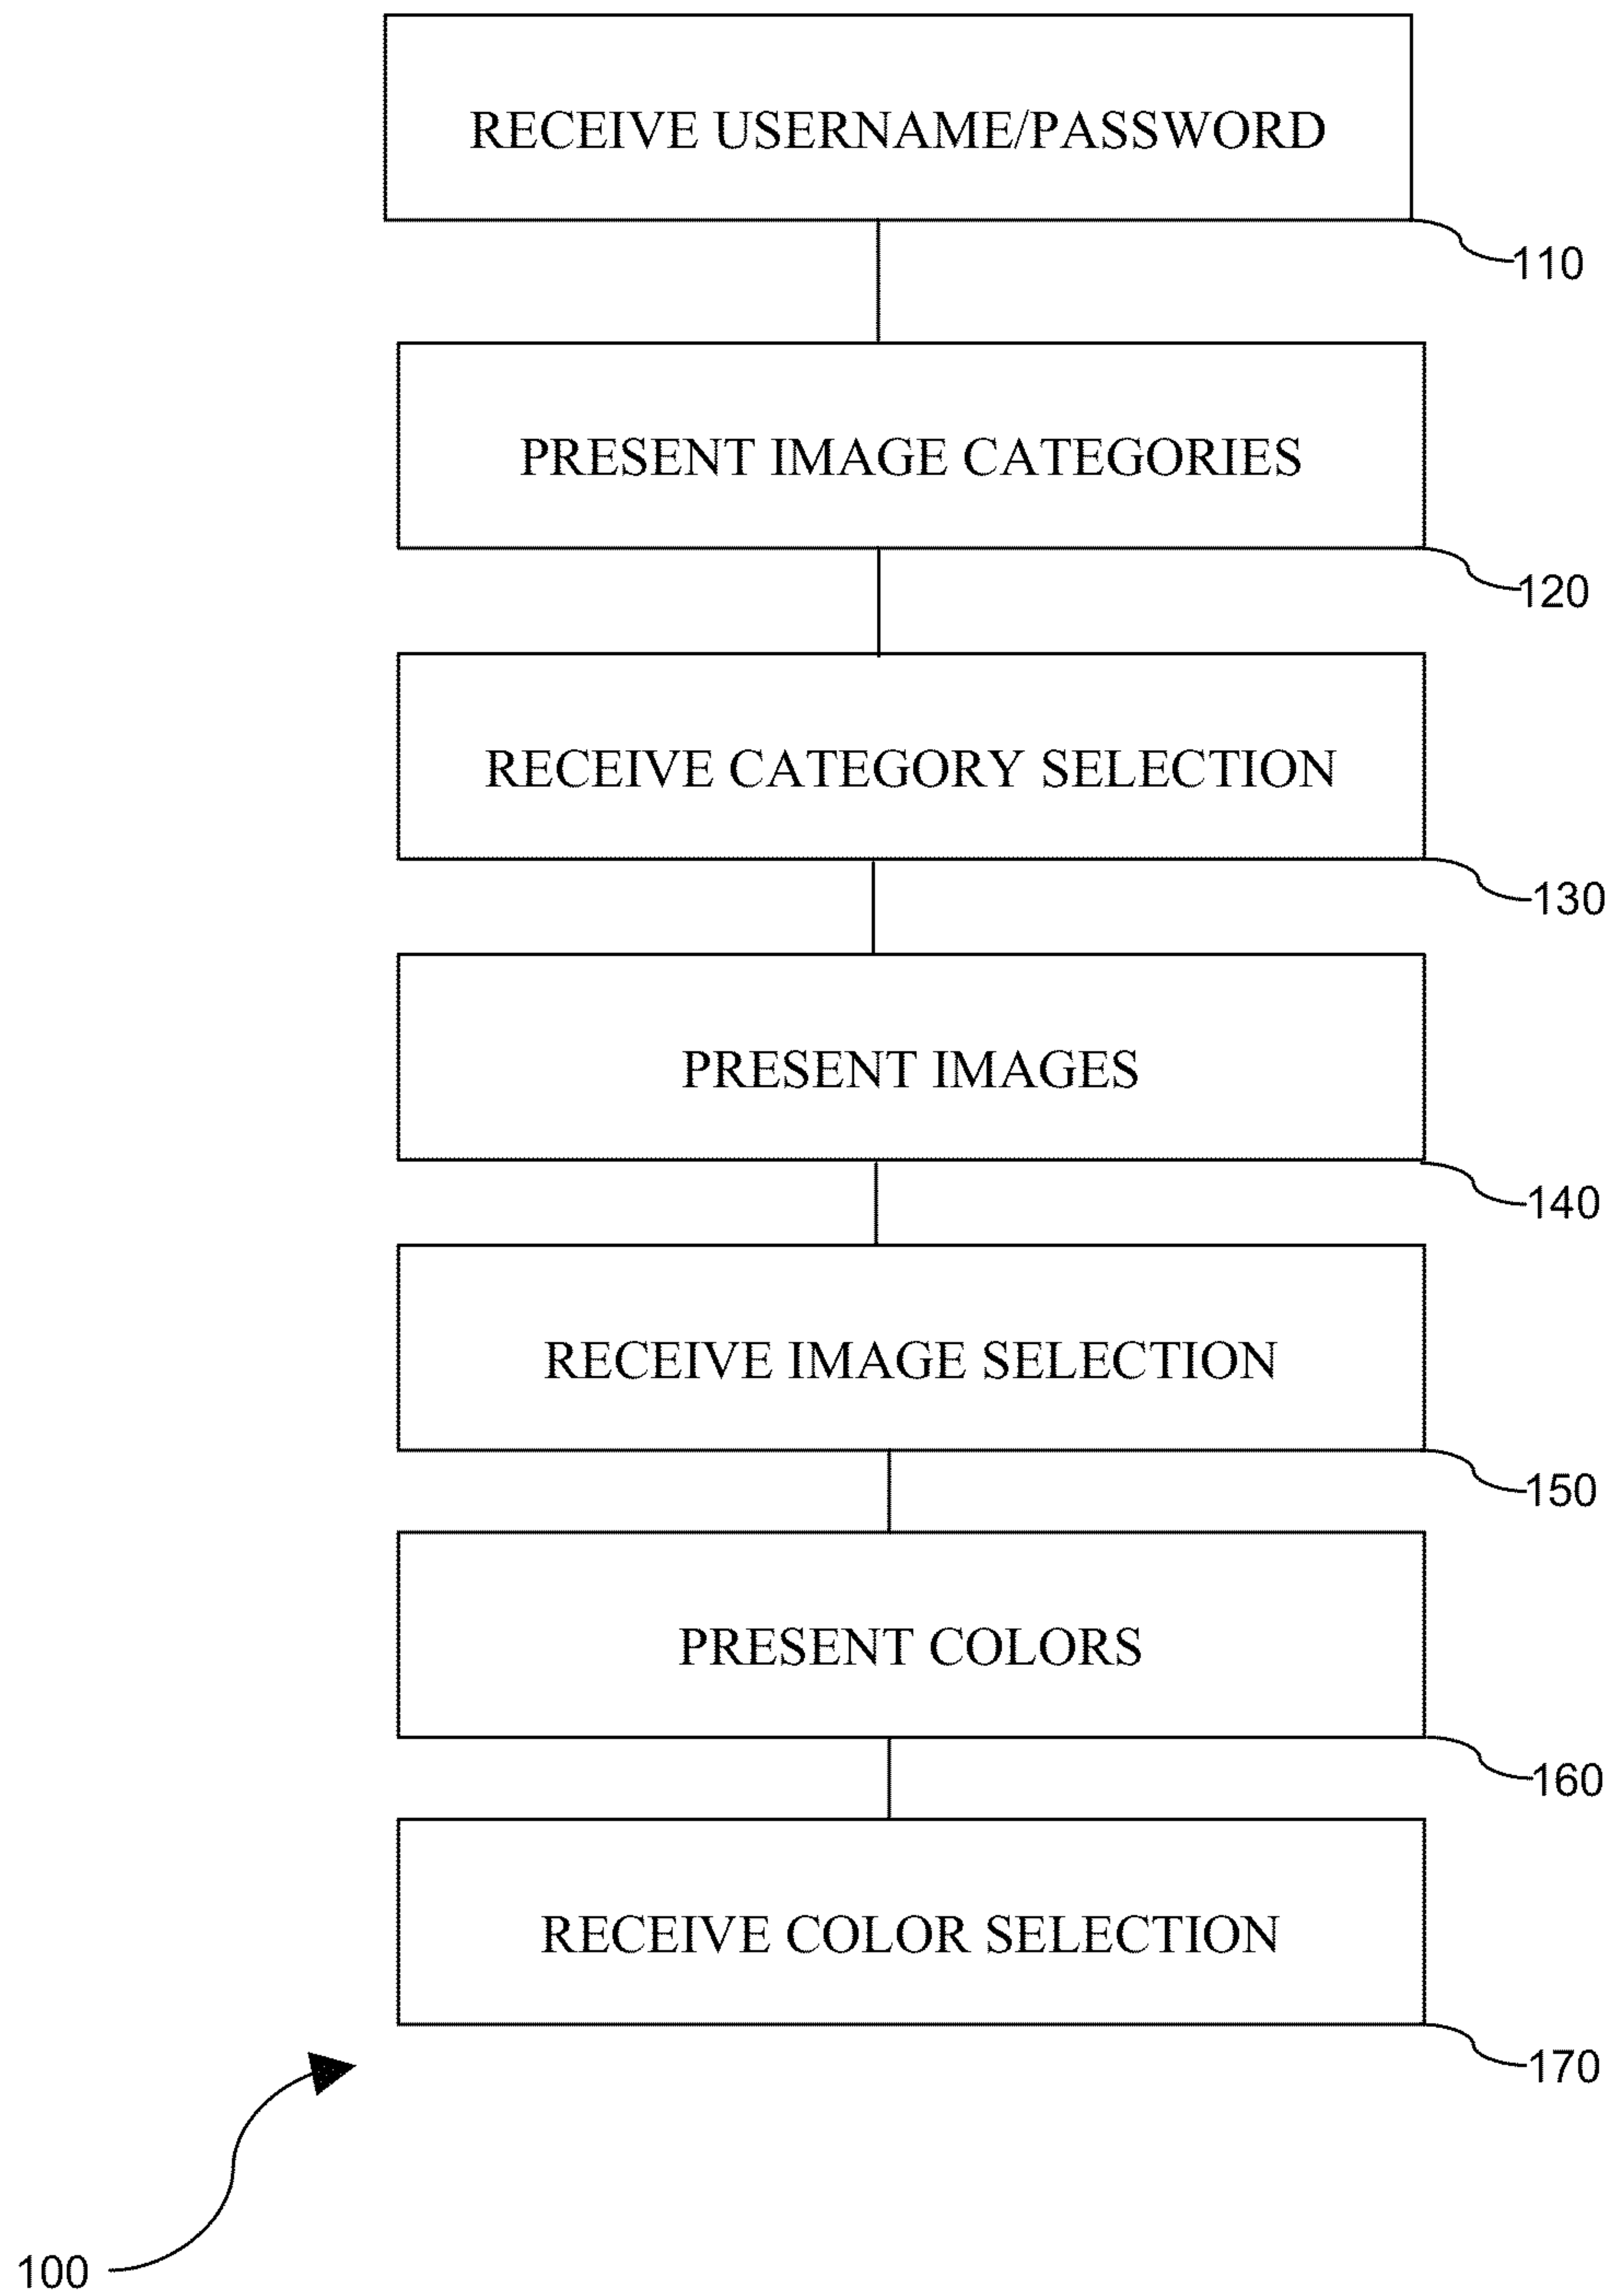 RECEIVE USERNAME/PASSWORD
110
PRESENT IMAGE CATEGORIES
120
RECEIVE CATEGORY SELECTION
130
PRESENT IMAGES
140
RECEIVE IMAGE SELECTION
150
PRESENT COLORS
160
RECEIVE COLOR SELECTION
170
100